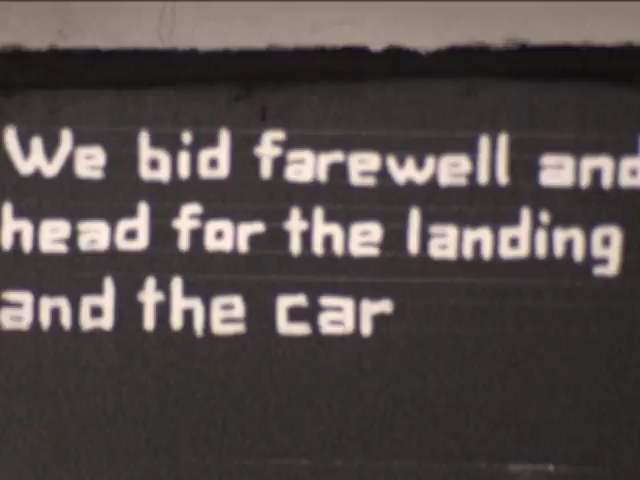 We bid farewell and
head for the landing
and the car